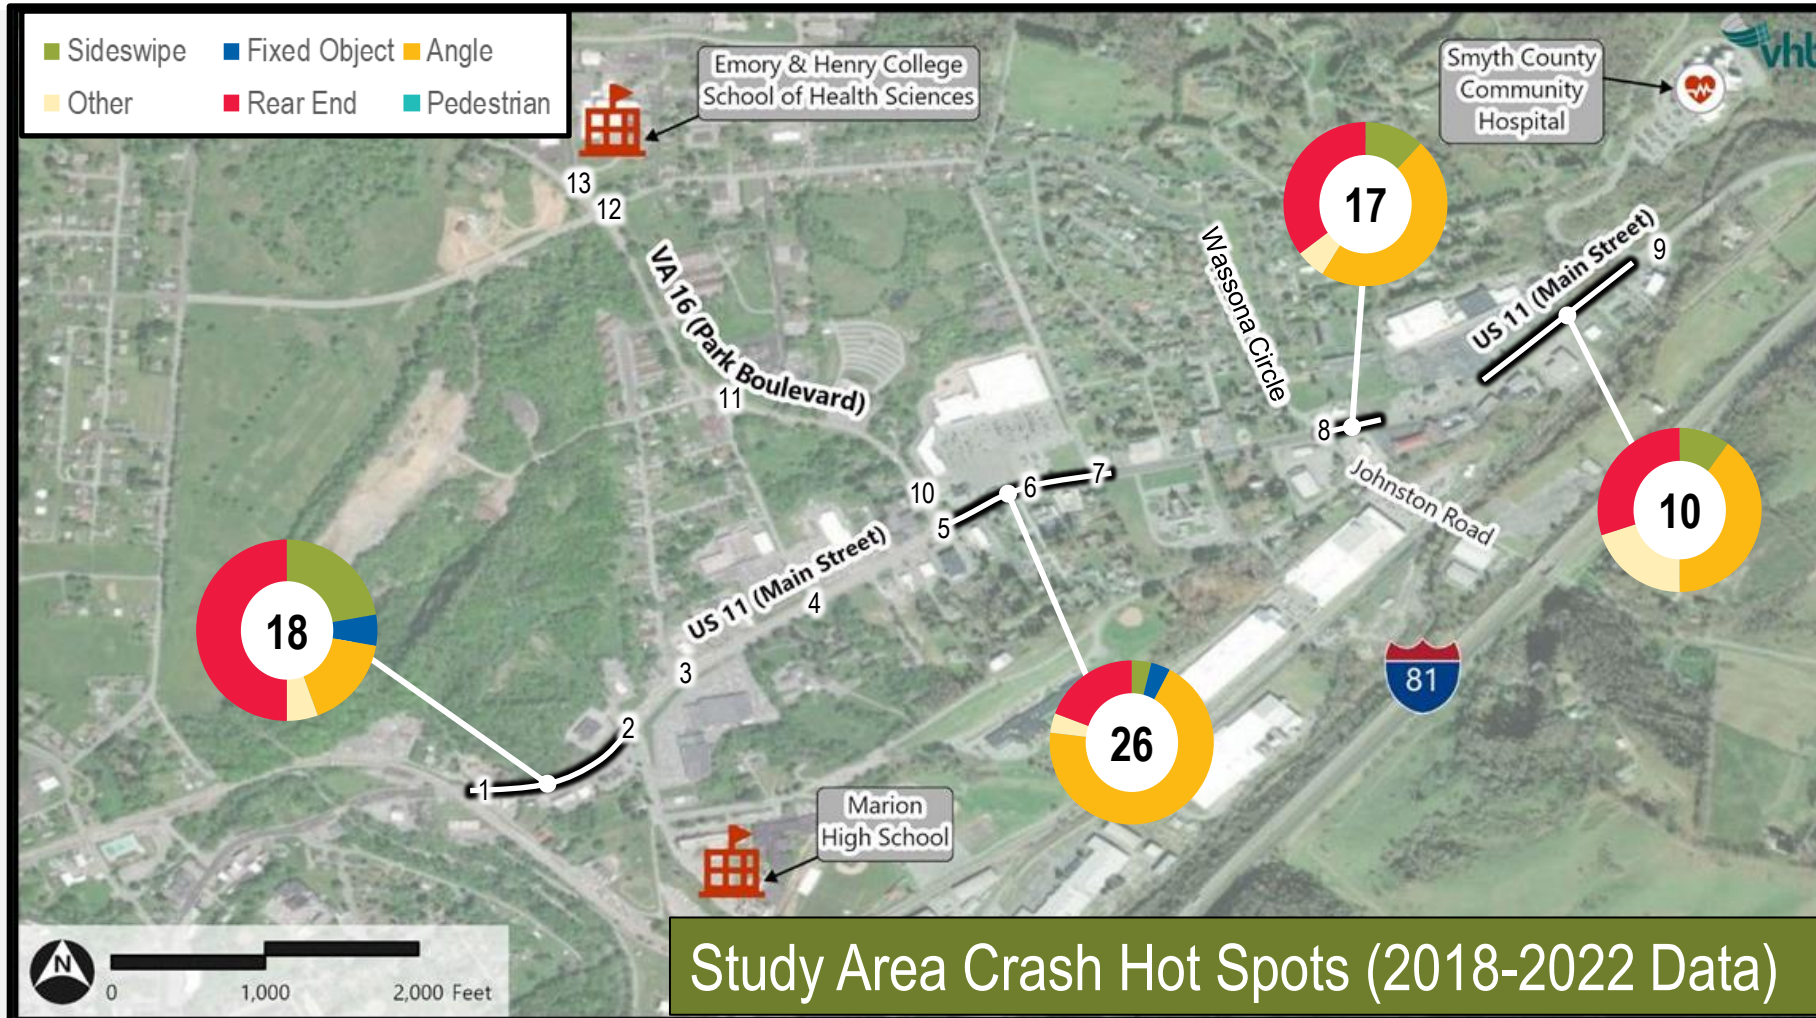 Sideswipe
Fixed Object
Angle
Other
Rear End
Pedestrian
Emory & Henry College
School of Health Sciences
Smyth County
Community
Hospital
vhb
13
12
VA 16 (Park Boulevard)
11
17
Wassona Circle
US 11 (Main Street)
9
8
Johnston Road
10
10
5
6
7
US 11 (Main Street)
4
3
18
2
1
26
81
Marion
High School
N
0
1,000
2,000 Feet
Study Area Crash Hot Spots (2018-2022 Data)